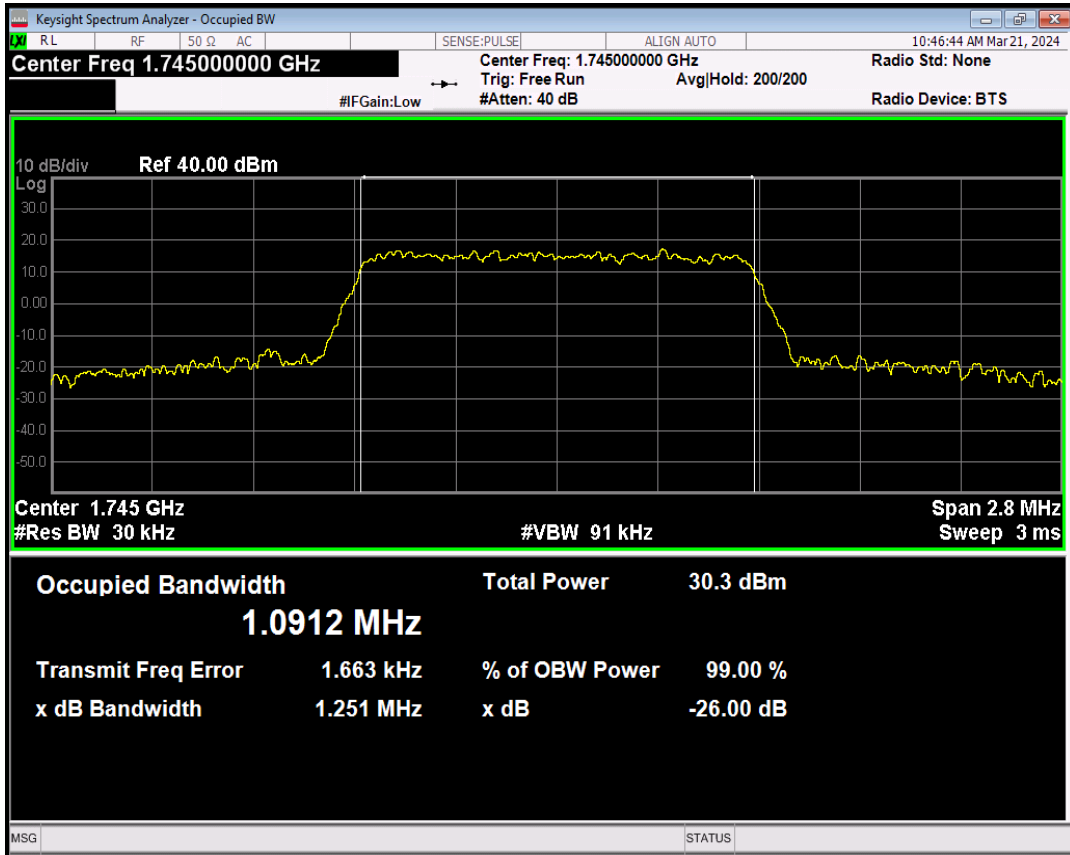 Keysight Spectrum Analyzer - Occupied BW
LXI RL RF 50 Ω AC SENSE:PULSE ALIGN AUTO 10:46:44 AM Mar 21, 2024
Center Freq 1.745000000 GHz Center Freq: 1.745000000 GHz Radio Std: None
Trig: Free Run Avg|Hold: 200/200
#IFGain:Low #Atten: 40 dB Radio Device: BTS
10 dB/div Ref 40.00 dBm
Log
30.0
20.0
10.0
0.00
-10.0
-20.0
-30.0
-40.0
-50.0
Center 1.745 GHz Span 2.8 MHz
#Res BW 30 kHz #VBW 91 kHz Sweep 3 ms
Occupied Bandwidth Total Power 30.3 dBm
1.0912 MHz
Transmit Freq Error 1.663 kHz % of OBW Power 99.00 %
x dB Bandwidth 1.251 MHz x dB -26.00 dB
MSG STATUS